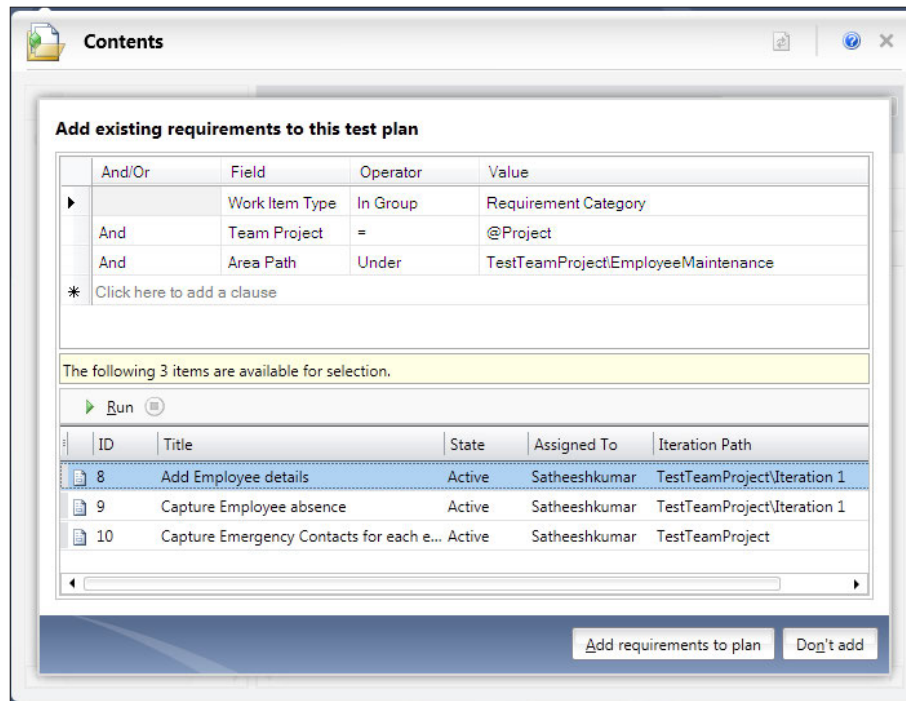 Contents
Add existing requirements to this test plan
And/Or Field Operator Value
Work Item Type In Group Requirement Category
And Team Project = @Project
And Area Path Under TestTeamProject\EmployeeMaintenance
* Click here to add a clause
The following 3 items are available for selection.
Run
ID Title State Assigned To Iteration Path
8 Add Employee details Active Satheeshkumar TestTeamProject\Iteration 1
9 Capture Employee absence Active Satheeshkumar TestTeamProject\Iteration 1
10 Capture Emergency Contacts for each e... Active Satheeshkumar TestTeamProject
Add requirements to plan Don't add